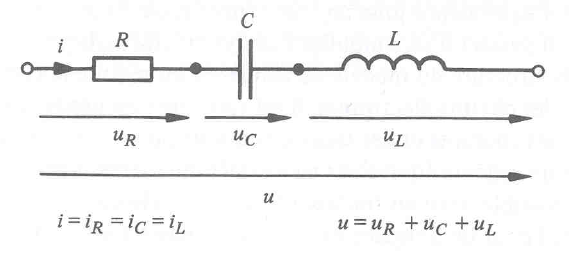 C
i R L
u_R u_C u_L
u
i = i_R = i_C = i_L u = u_R + u_C + u_L